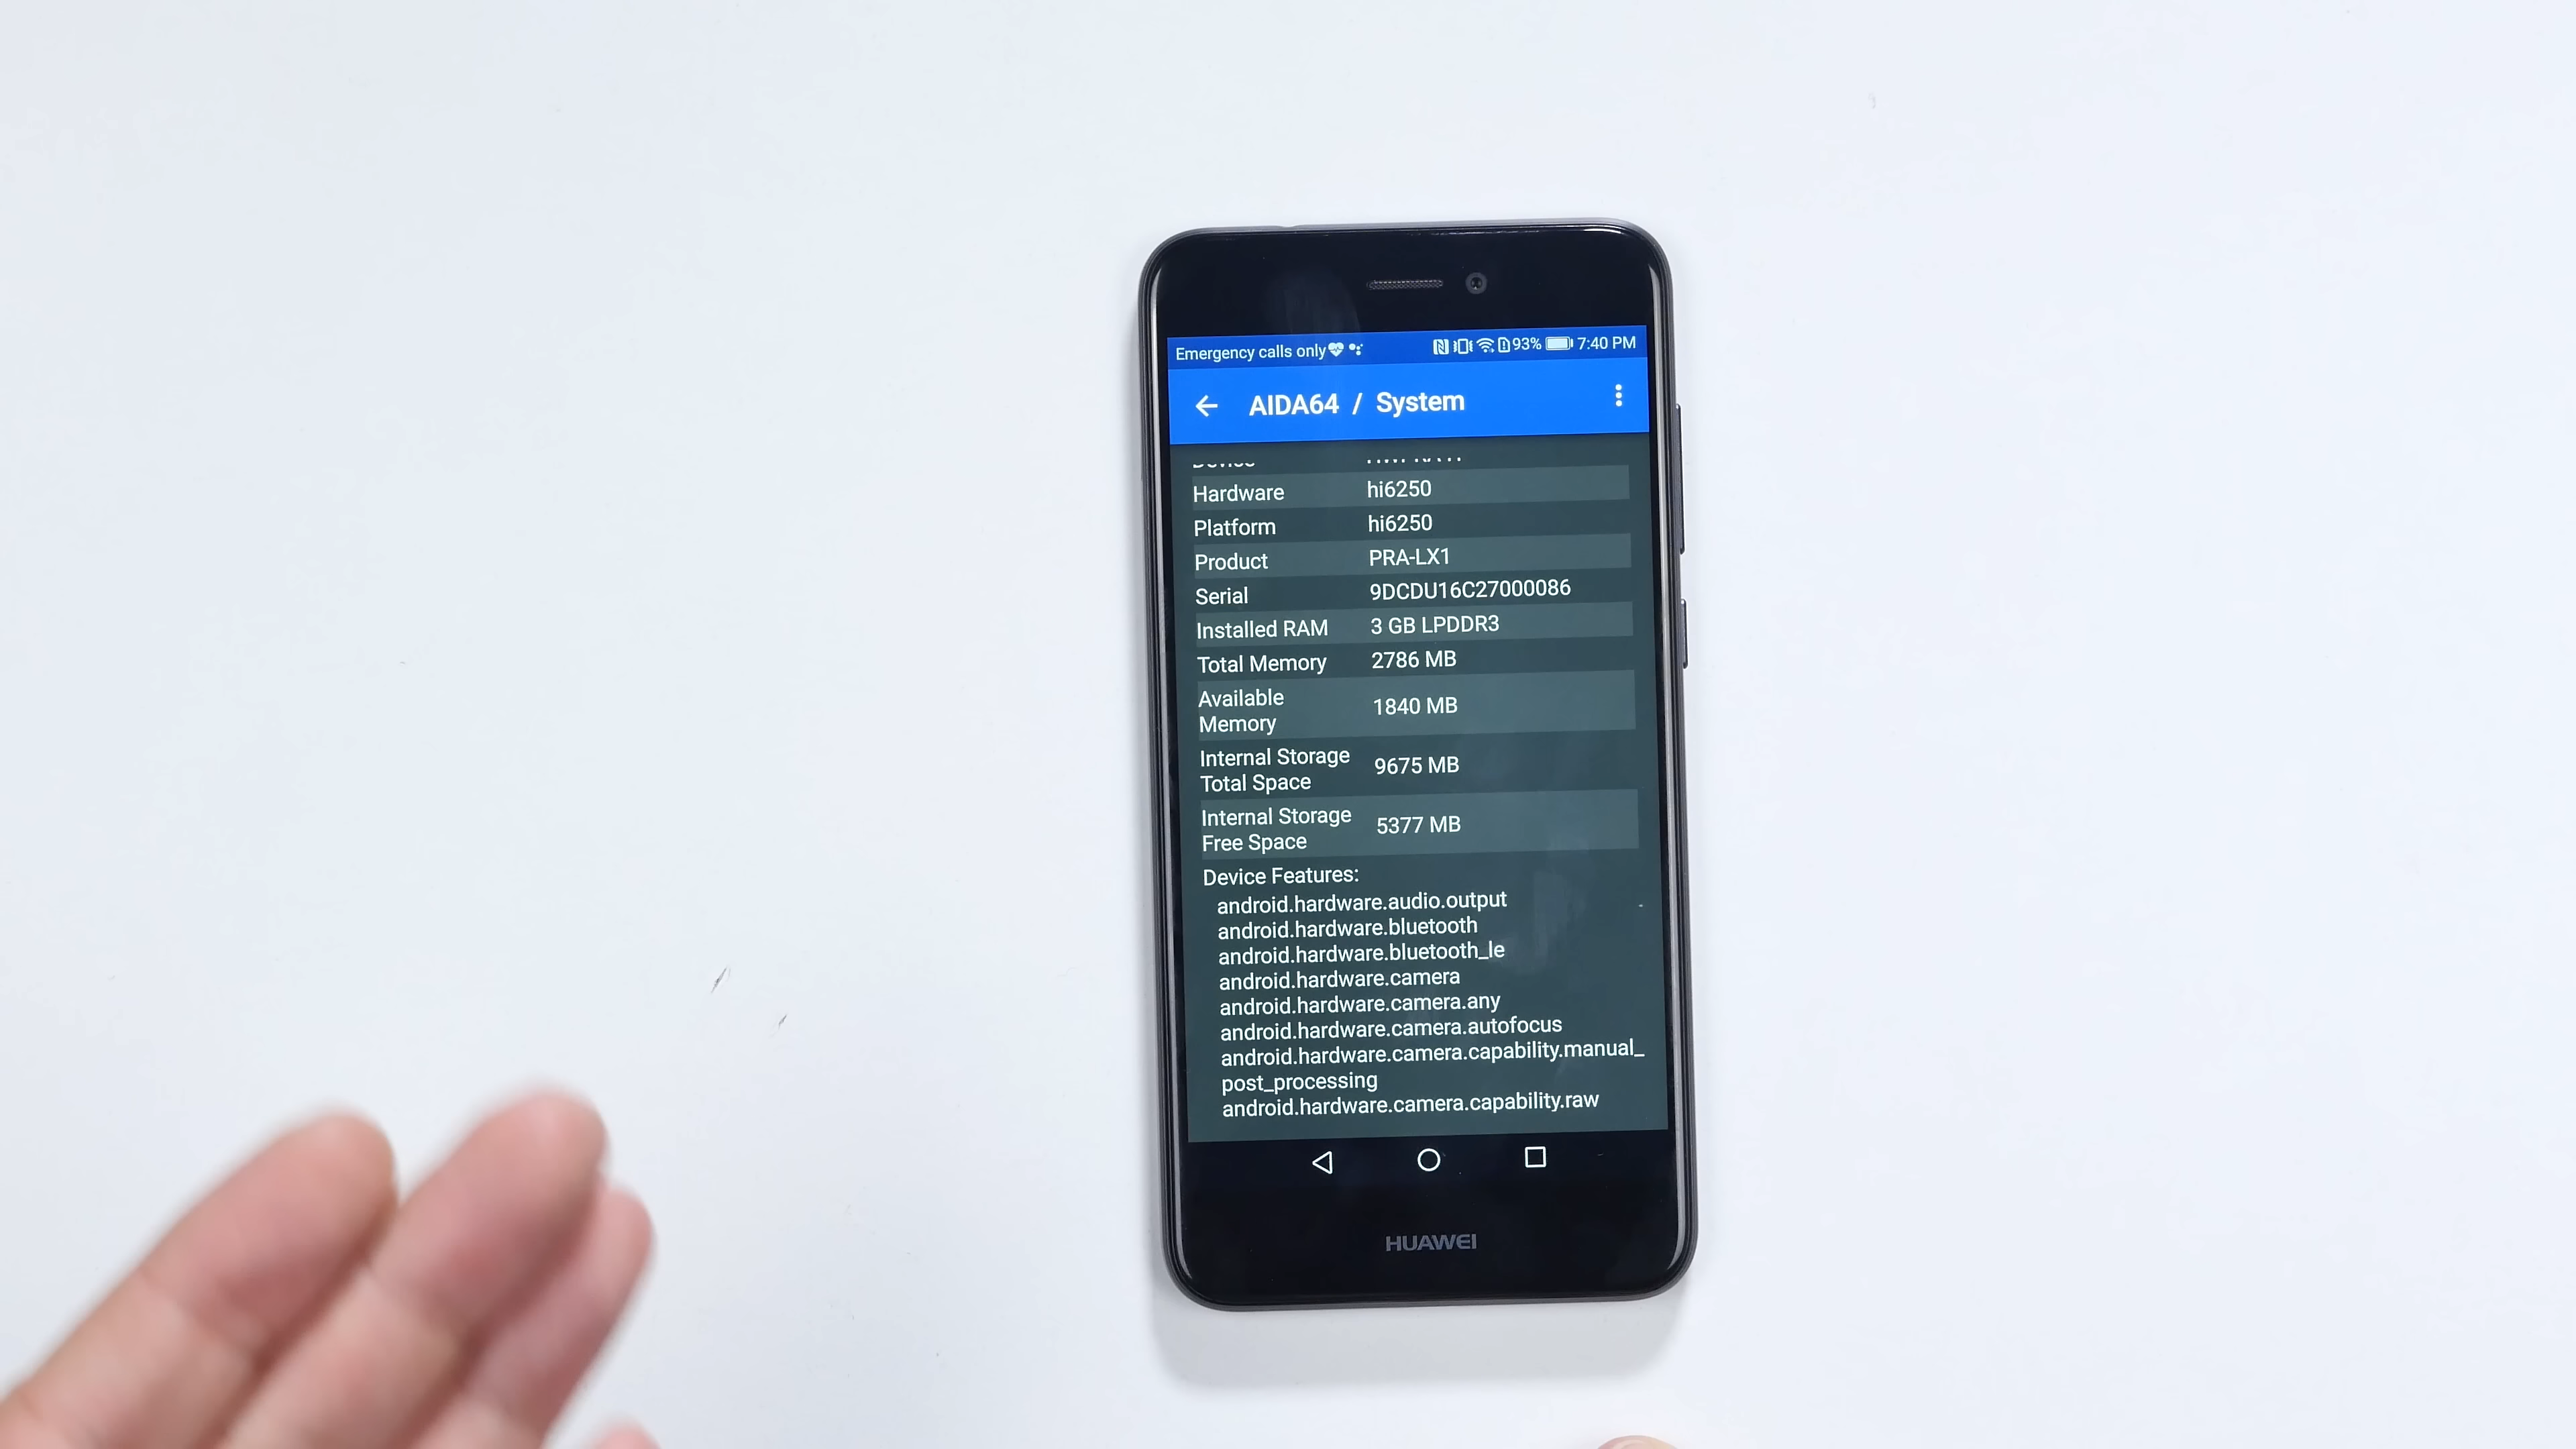 Emergency calls only 93% 7:40 PM
AIDA64 / System
Device
Hardware hi6250
Platform hi6250
Product PRA-LX1
Serial 9DCDU16C27000086
Installed RAM 3 GB LPDDR3
Total Memory 2786 MB
Available
Memory 1840 MB
Internal Storage
Total Space 9675 MB
Internal Storage
Free Space 5377 MB
Device Features:
android.hardware.audio.output
android.hardware.bluetooth
android.hardware.bluetooth_le
android.hardware.camera
android.hardware.camera.any
android.hardware.camera.autofocus
android.hardware.camera.capability.manual_
post_processing
android.hardware.camera.capability.raw
HUAWEI